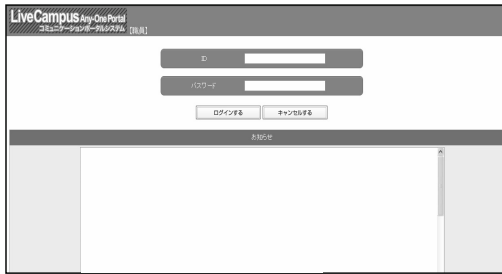 LiveCampus Any-One Portal
コミュニケーションポータルシステム 【職員】
ID
パスワード
ログインする キャンセルする
お知らせ